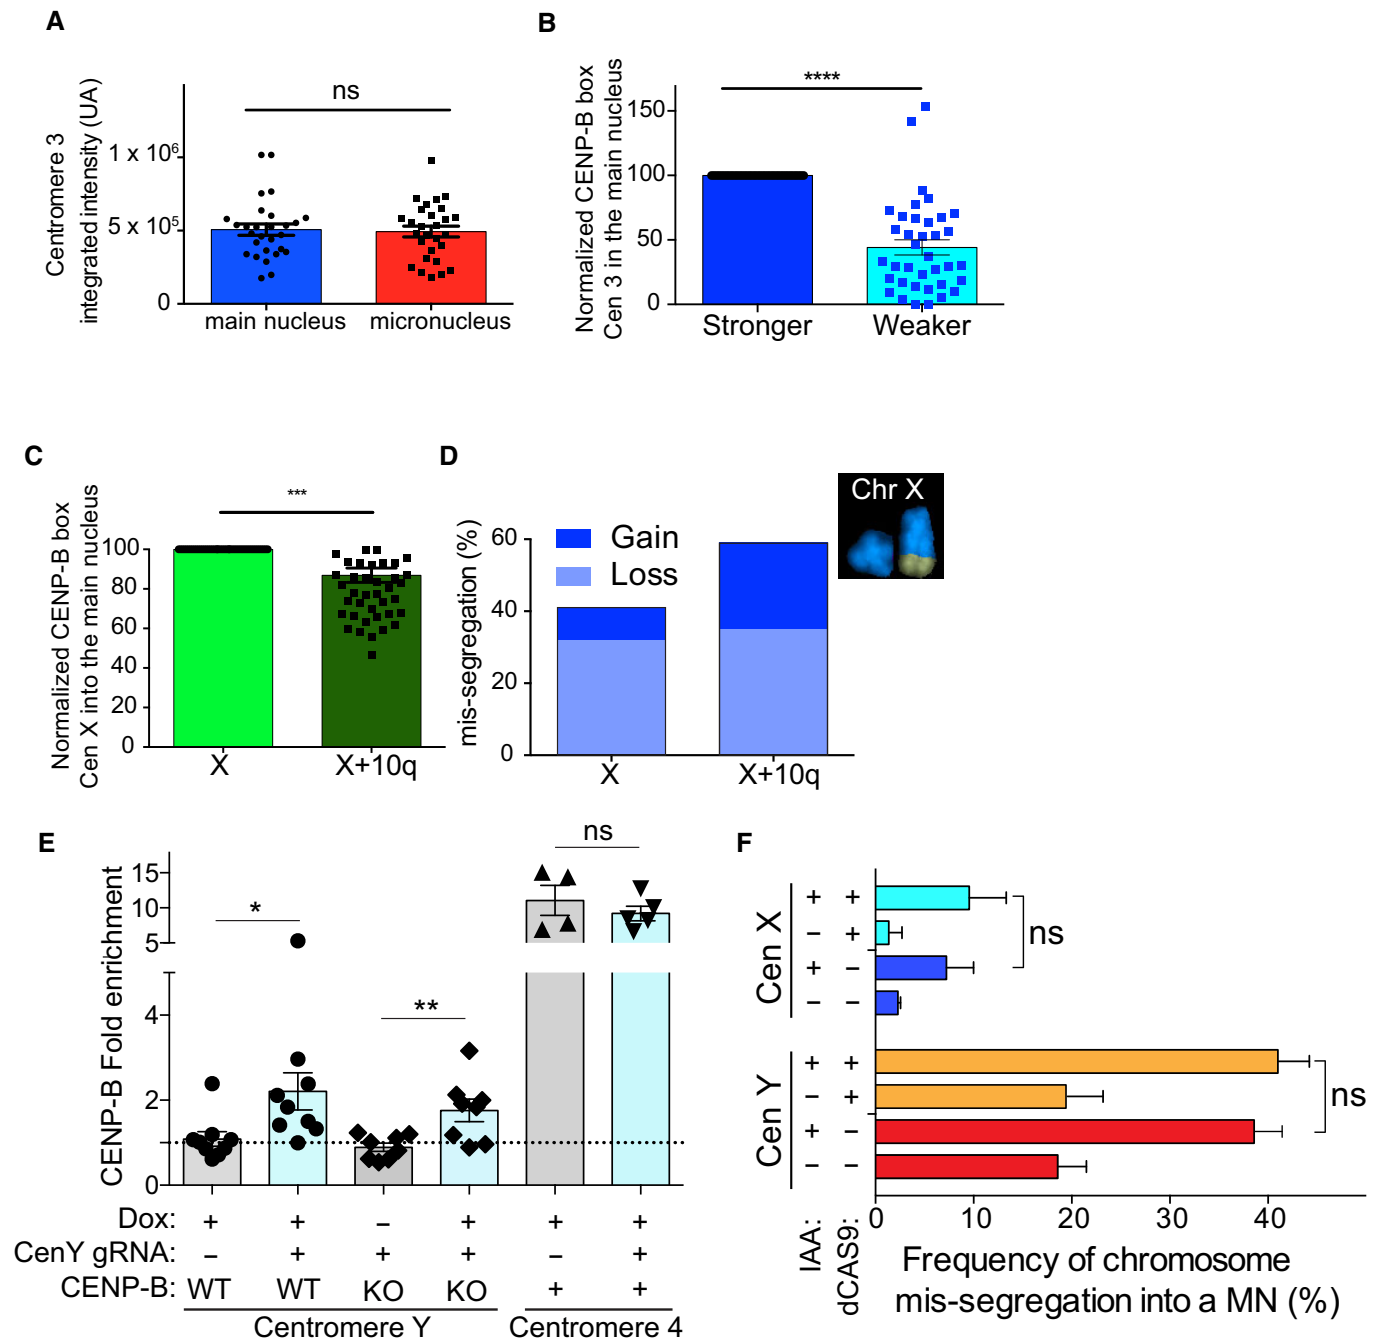 A
Centromere 3
integrated intensity (UA)
ns
1 x 10⁶
5 x 10⁵
0
main nucleus
micronucleus
B
Normalized CENP-B box
Cen 3 in the main nucleus
****
150
100
50
0
Stronger
Weaker
C
Normalized CENP-B box
Cen X into the main nucleus
***
100
80
60
40
20
0
X
X+10q
D
mis-segregation (%)
60
40
20
0
Gain
Loss
X
X+10q
Chr X
E
CENP-B Fold enrichment
15
10
5
4
2
0
*
**
ns
Dox: + + – + + +
CenY gRNA: – + + + – +
CENP-B: WT WT KO KO + +
Centromere Y
Centromere 4
F
Cen X
+ +
– +
+ –
– –
ns
Cen Y
+ +
– +
+ –
– –
ns
IAA:
dCAS9:
0 10 20 30 40
Frequency of chromosome
mis-segregation into a MN (%)